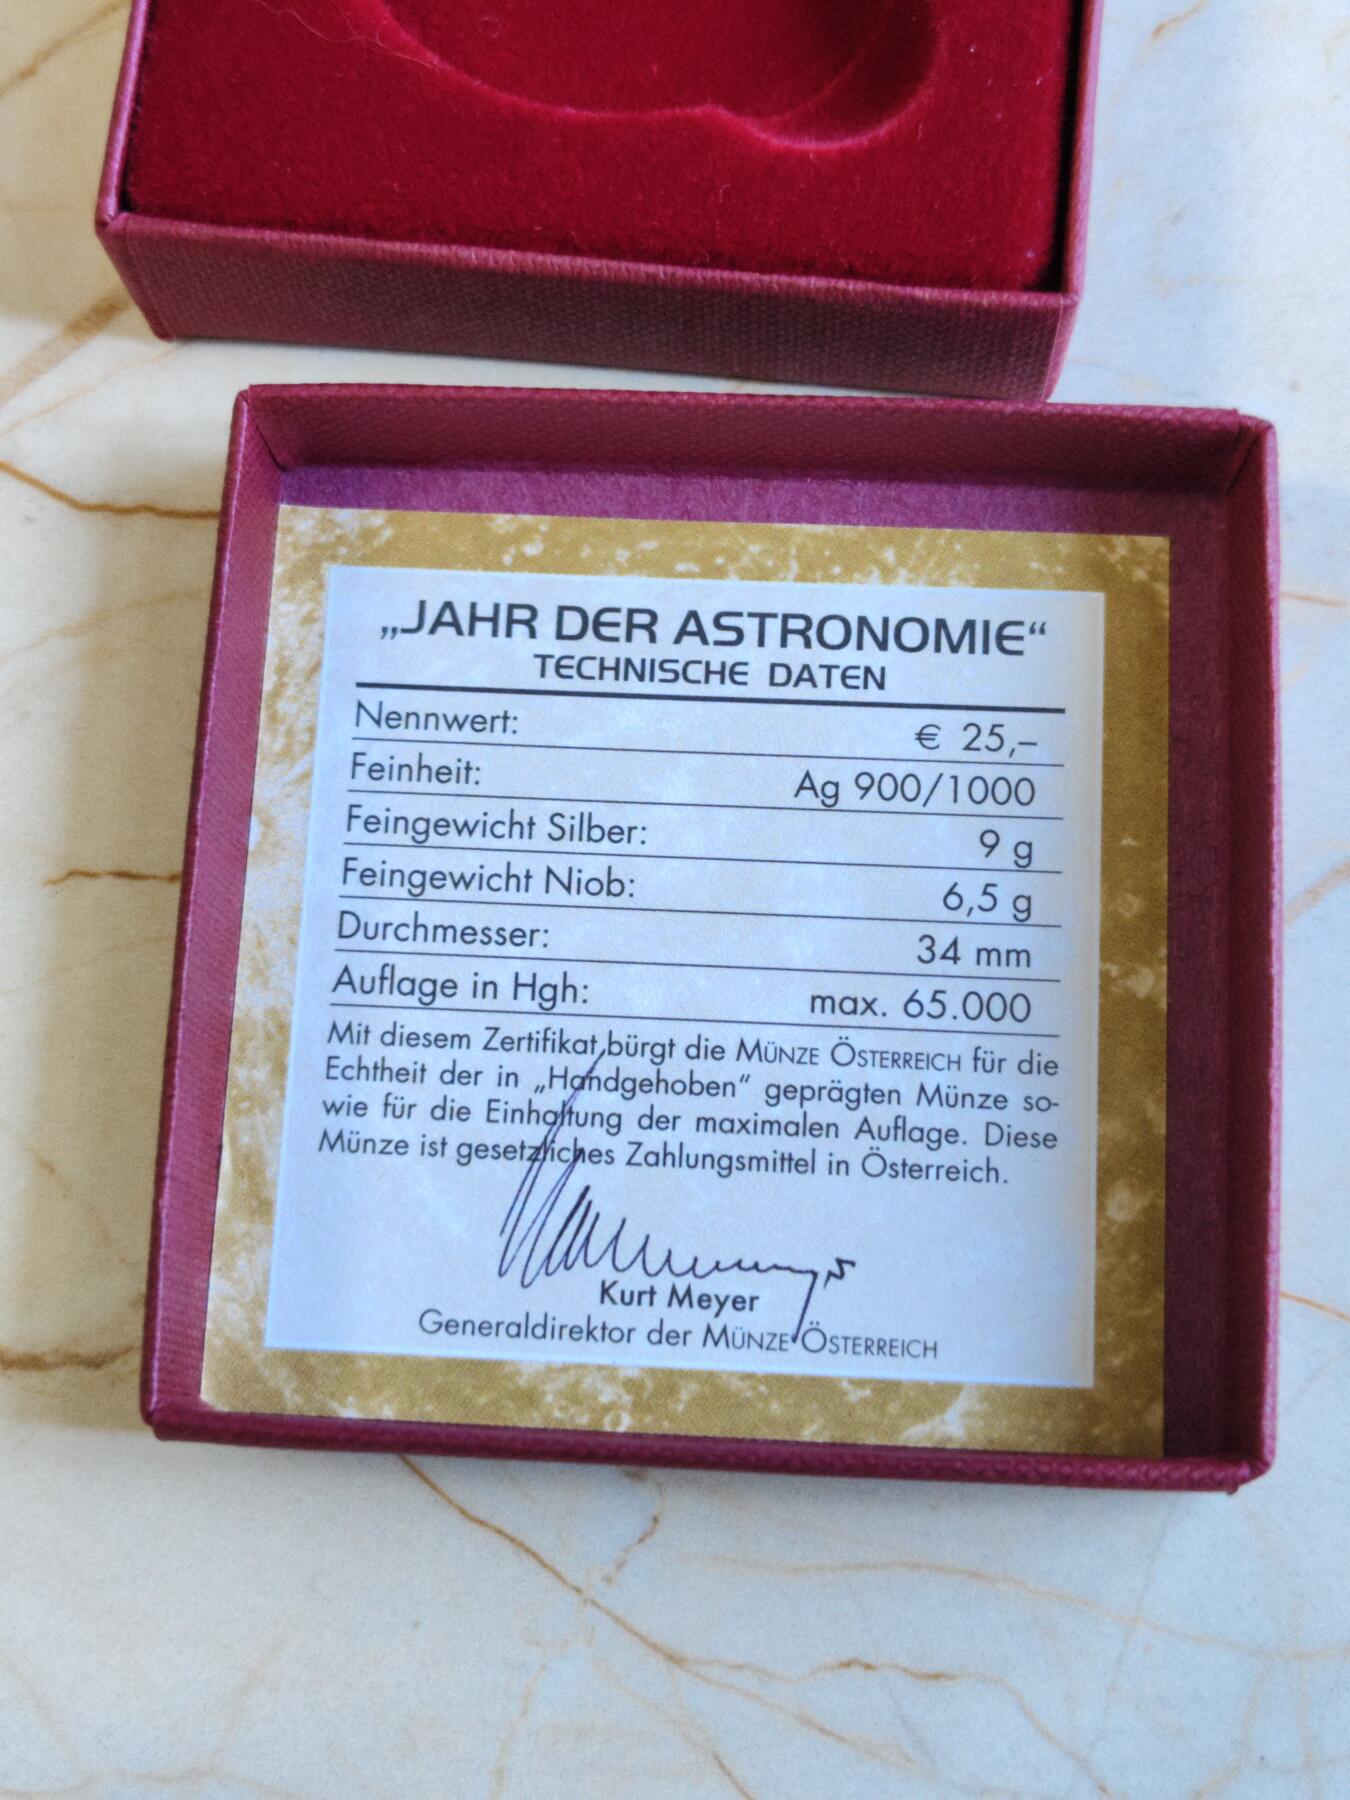 „JAHR DER ASTRONOMIE“
TECHNISCHE DATEN
Nennwert: € 25,–
Feinheit: Ag 900/1000
Feingewicht Silber: 9 g
Feingewicht Niob: 6,5 g
Durchmesser: 34 mm
Auflage in Hgh: max. 65.000
Mit diesem Zertifikat bürgt die MÜNZE ÖSTERREICH für die
Echtheit der in „Handgehoben“ geprägten Münze so-
wie für die Einhaltung der maximalen Auflage. Diese
Münze ist gesetzliches Zahlungsmittel in Österreich.
Kurt Meyer
Generaldirektor der MÜNZE ÖSTERREICH